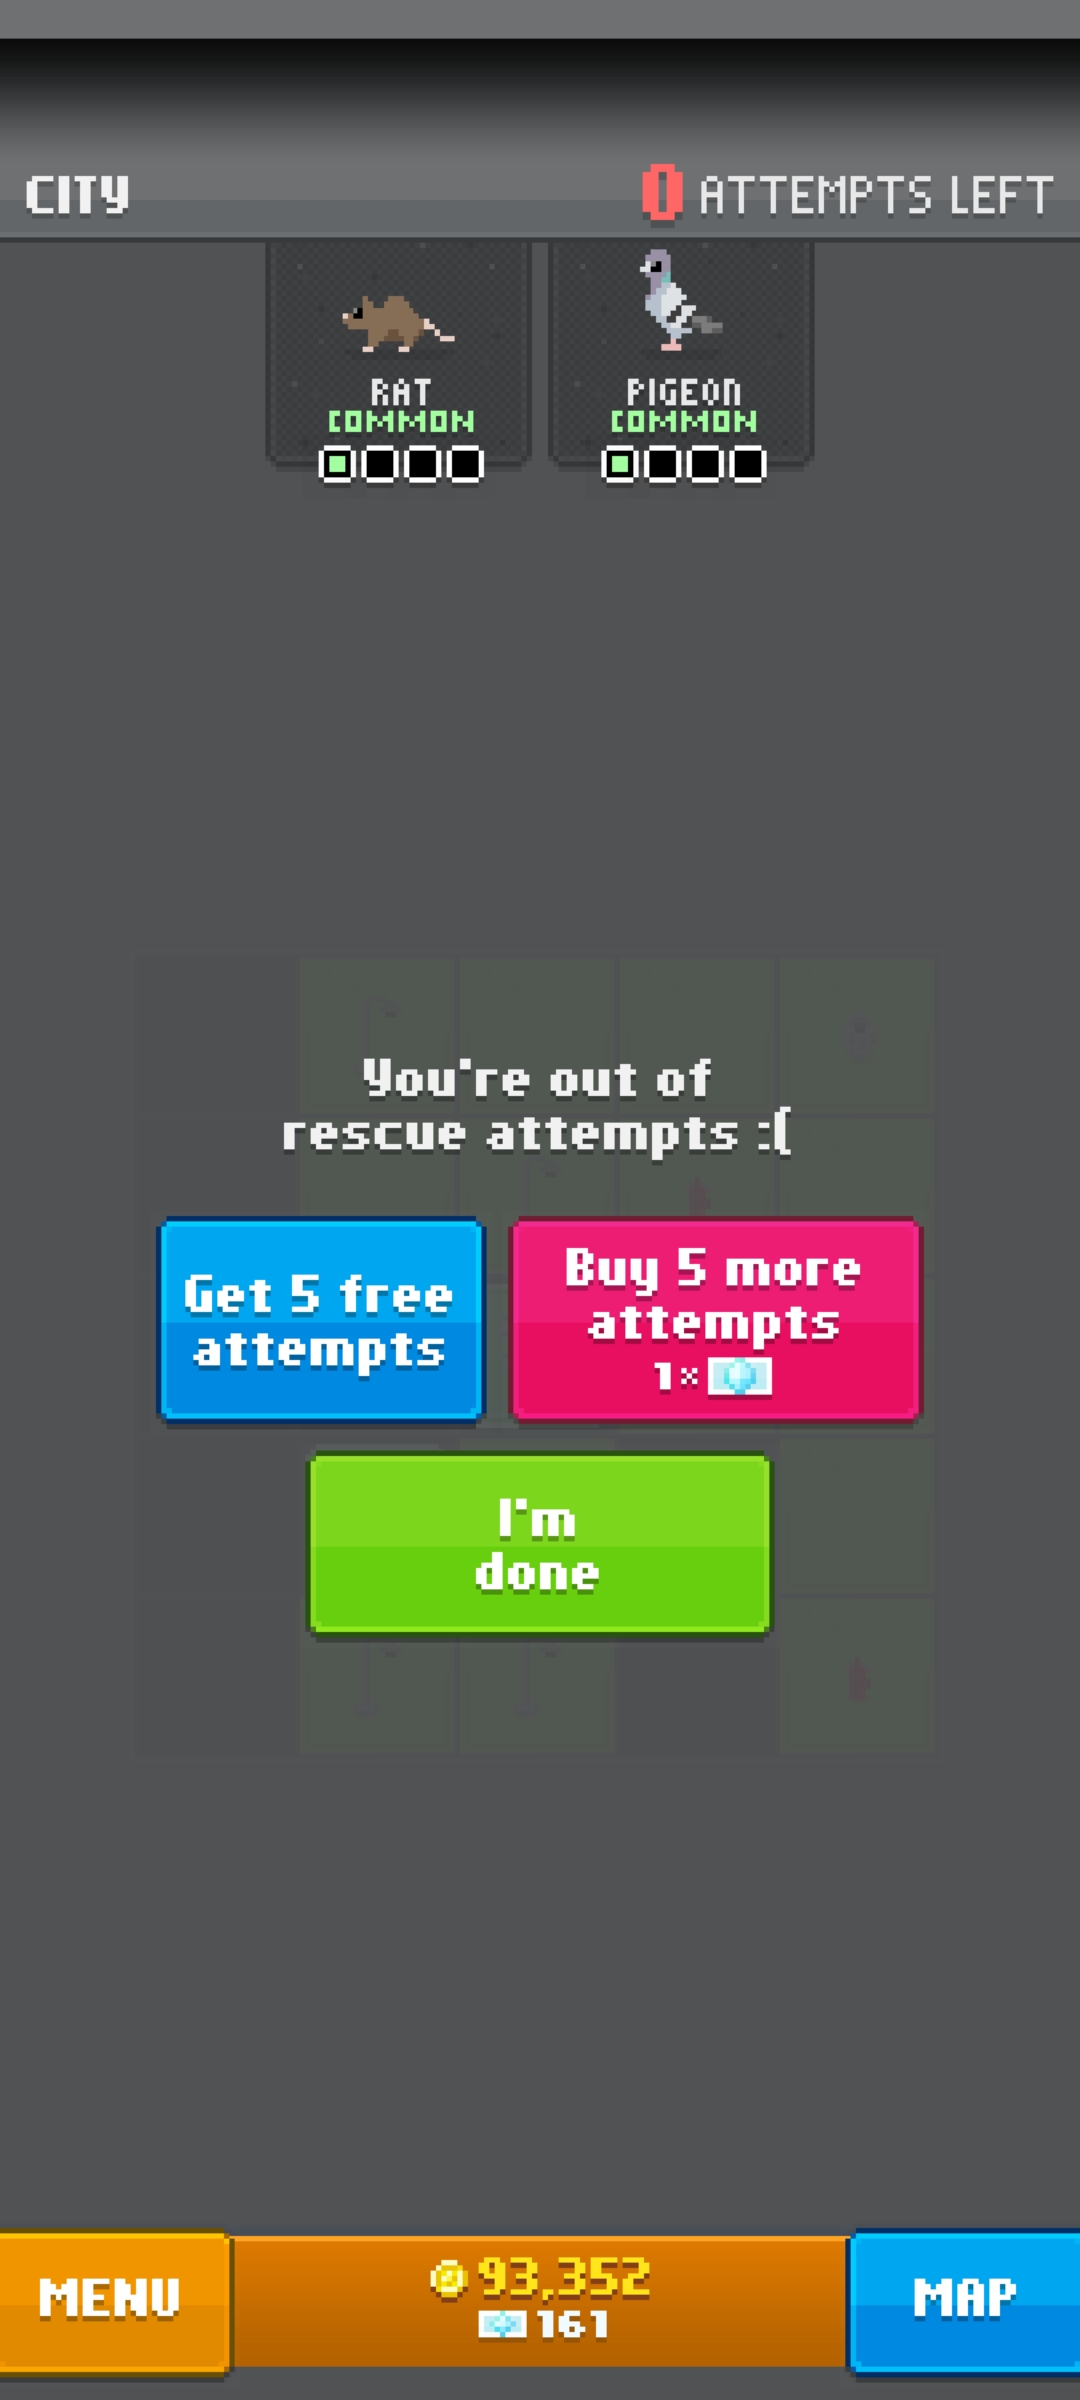 CITY
0 ATTEMPTS LEFT
RAT
COMMON
PIGEON
COMMON
You're out of
rescue attempts :(
Get 5 free
attempts
Buy 5 more
attempts
1×
I'm
done
MENU
93,352
161
MAP